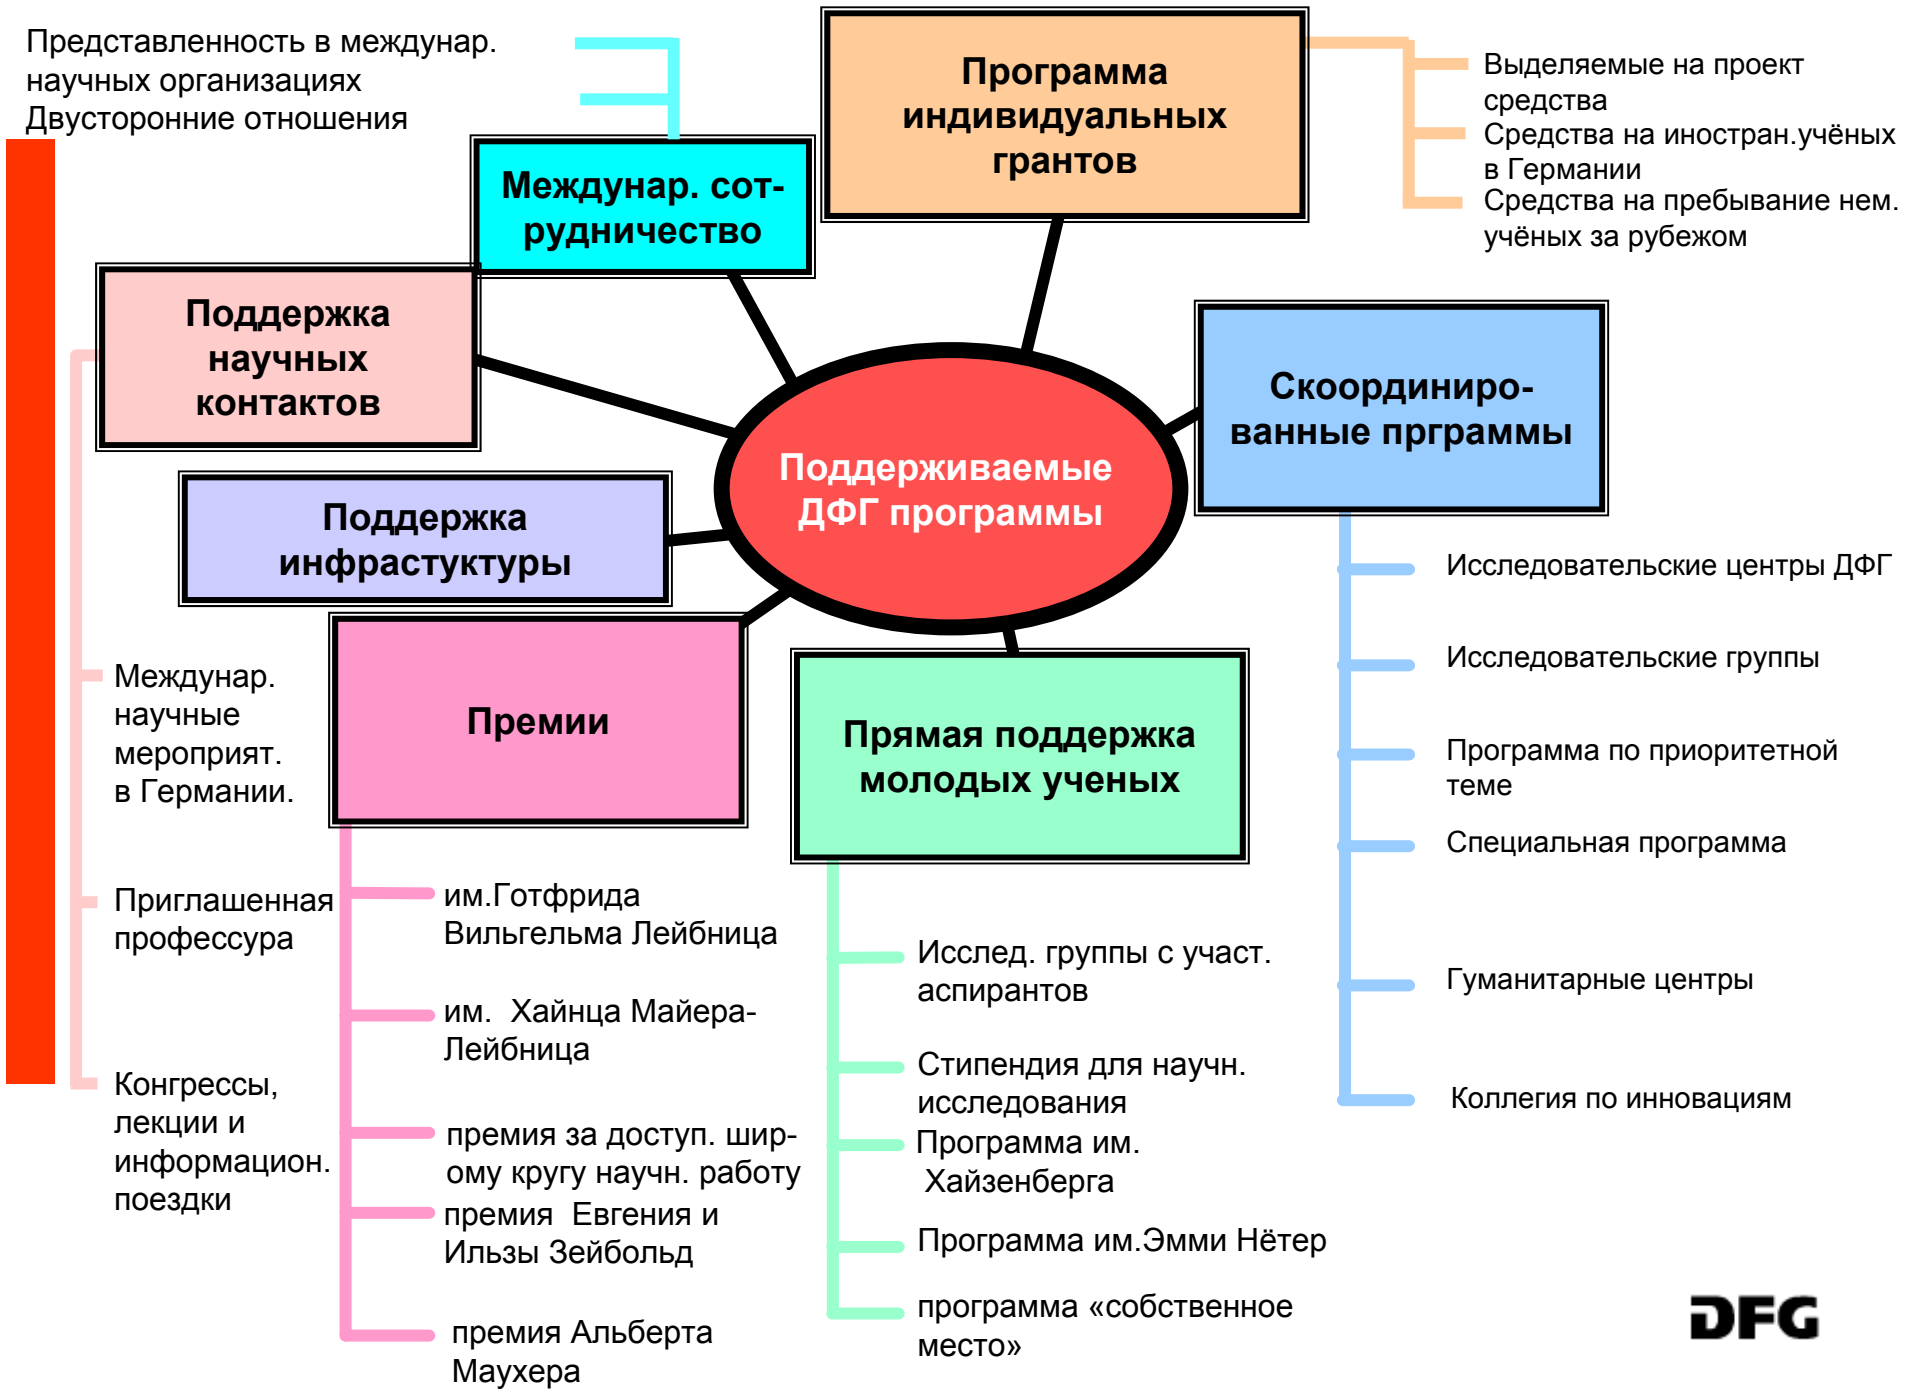 Представленность в междунар.
научных организациях
Двусторонние отношения
Междунар. сот-
рудничество
Программа
индивидуальных
грантов
Выделяемые на проект
средства
Средства на иностран.учёных
в Германии
Средства на пребывание нем.
учёных за рубежом
Поддержка
научных
контактов
Скоординиро-
ванные прграммы
Поддерживаемые
ДФГ программы
Поддержка
инфрастуктуры
Премии
Прямая поддержка
молодых ученых
Исследовательские центры ДФГ
Исследовательские группы
Программа по приоритетной
теме
Специальная программа
Гуманитарные центры
Коллегия по инновациям
Междунар.
научные
мероприят.
в Германии.
Приглашенная
профессура
Конгрессы,
лекции и
информацион.
поездки
им.Готфрида
Вильгельма Лейбница
им.  Хайнца Майера-
Лейбница
премия за доступ. шир-
ому кругу научн. работу
премия  Евгения и
Ильзы Зейбольд
премия Альберта
Маухера
Исслед. группы с участ.
аспирантов
Стипендия для научн.
исследования
Программа им.
Хайзенберга
Программа им.Эмми Нётер
программа «собственное
место»
DFG